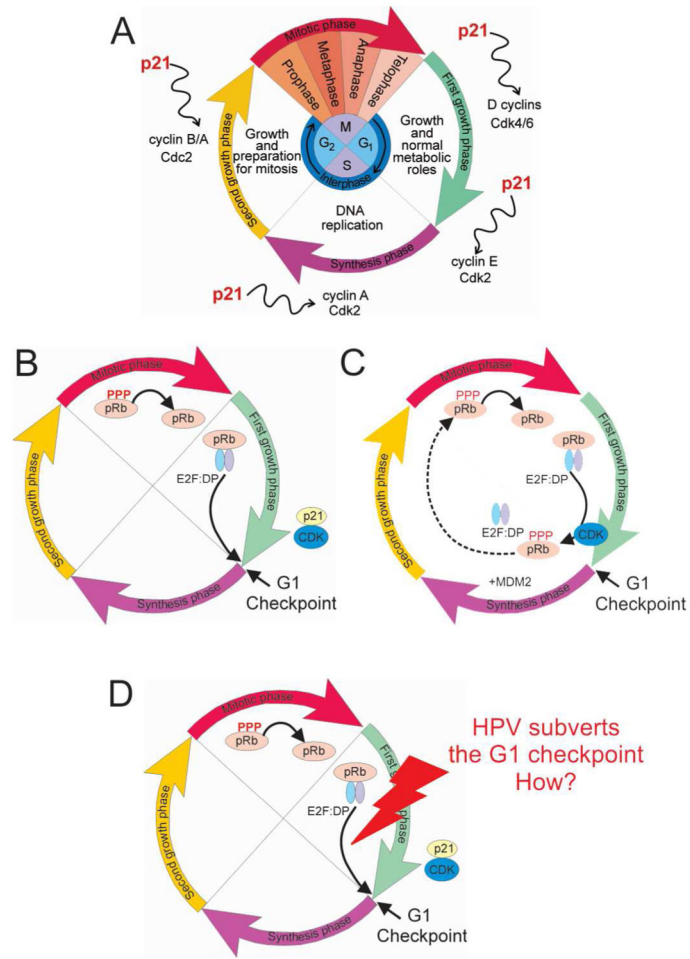 A
Mitotic phase
Prophase
Metaphase
Anaphase
Telophase
p21
cyclin B/A
Cdc2
p21
D cyclins
Cdk4/6
First growth phase
Second growth phase
Growth
and
preparation
for mitosis
M
G2
G1
S
Interphase
Growth
and
normal
metabolic
roles
DNA
replication
Synthesis phase
p21
cyclin E
Cdk2
p21
cyclin A
Cdk2
B
Mitotic phase
PPP
pRb
pRb
First growth phase
Second growth phase
pRb
E2F:DP
p21
CDK
Synthesis phase
G1
Checkpoint
C
Mitotic phase
PPP
pRb
pRb
First growth phase
Second growth phase
pRb
E2F:DP
E2F:DP
PPP
pRb
CDK
+MDM2
Synthesis phase
G1
Checkpoint
D
Mitotic phase
PPP
pRb
pRb
First g
phase
Second growth phase
pRb
E2F:DP
HPV subverts
the G1 checkpoint
How?
p21
CDK
Synthesis phase
G1
Checkpoint